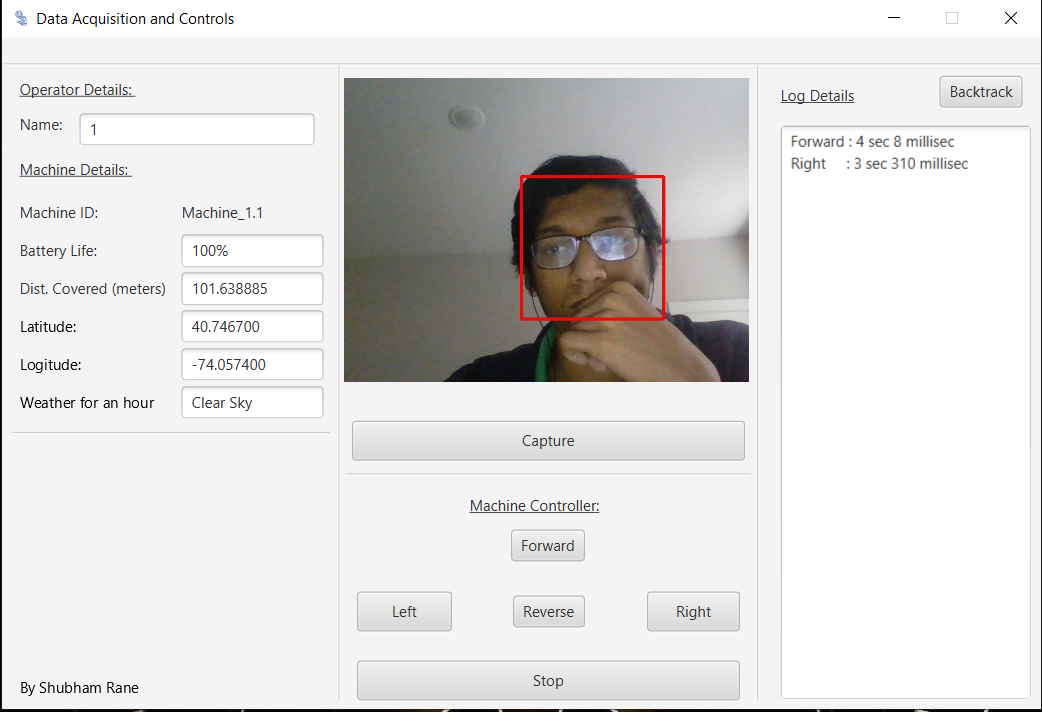 Data Acquisition and Controls
Operator Details:
Name: 1
Machine Details:
Machine ID: Machine_1.1
Battery Life: 100%
Dist. Covered (meters) 101.638885
Latitude: 40.746700
Logitude: -74.057400
Weather for an hour Clear Sky
By Shubham Rane
Capture
Machine Controller:
Forward
Left Reverse Right
Stop
Log Details Backtrack
Forward : 4 sec 8 millisec
Right : 3 sec 310 millisec